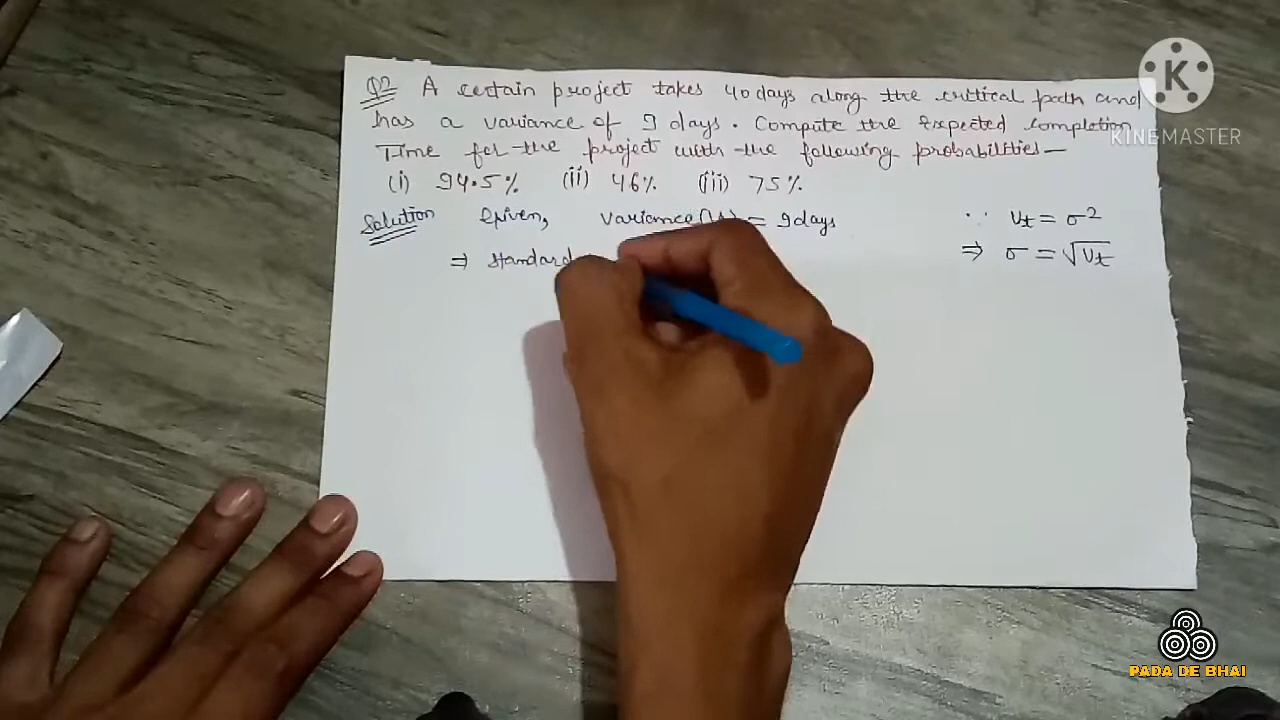 Q2 A certain project takes 40 days along the critical path and
has a variance of 9 days. Compute the Expected completion
Time for the project with the following probabilities —
(i) 94.5% (ii) 46% (iii) 75%
Solution Given, Variance (Vt) = 9 days ∵ Vt = σ²
⇒ standard ⇒ σ = √Vt
K
KINEMASTER
PADA DE BHAI